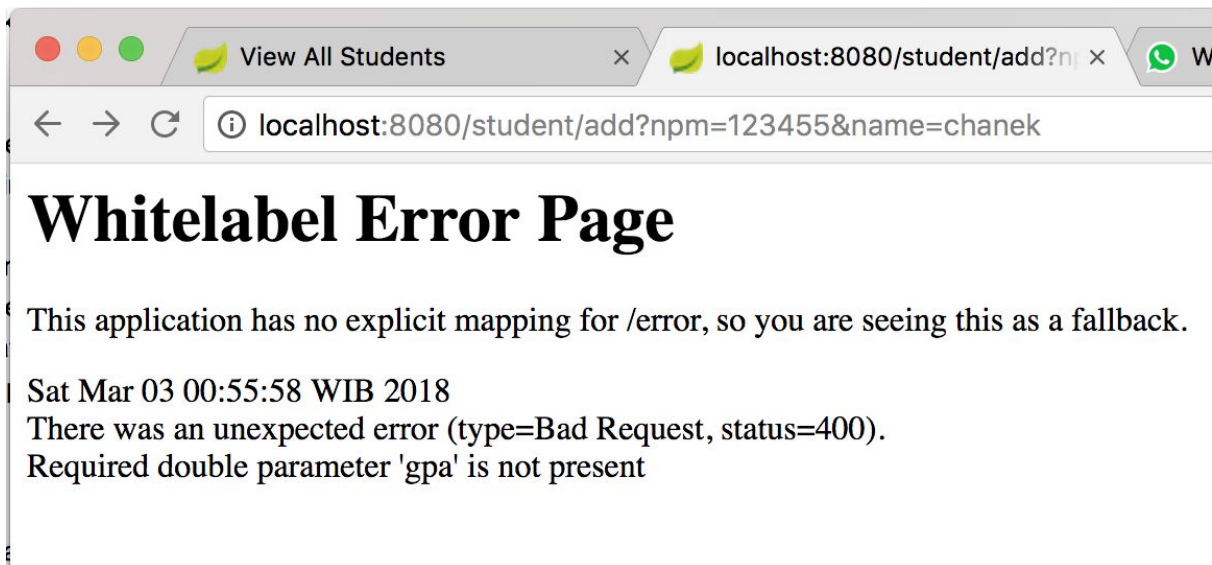 View All Students
localhost:8080/student/add?n
W
localhost:8080/student/add?npm=123455&name=chanek
Whitelabel Error Page
This application has no explicit mapping for /error, so you are seeing this as a fallback.
Sat Mar 03 00:55:58 WIB 2018
There was an unexpected error (type=Bad Request, status=400).
Required double parameter 'gpa' is not present